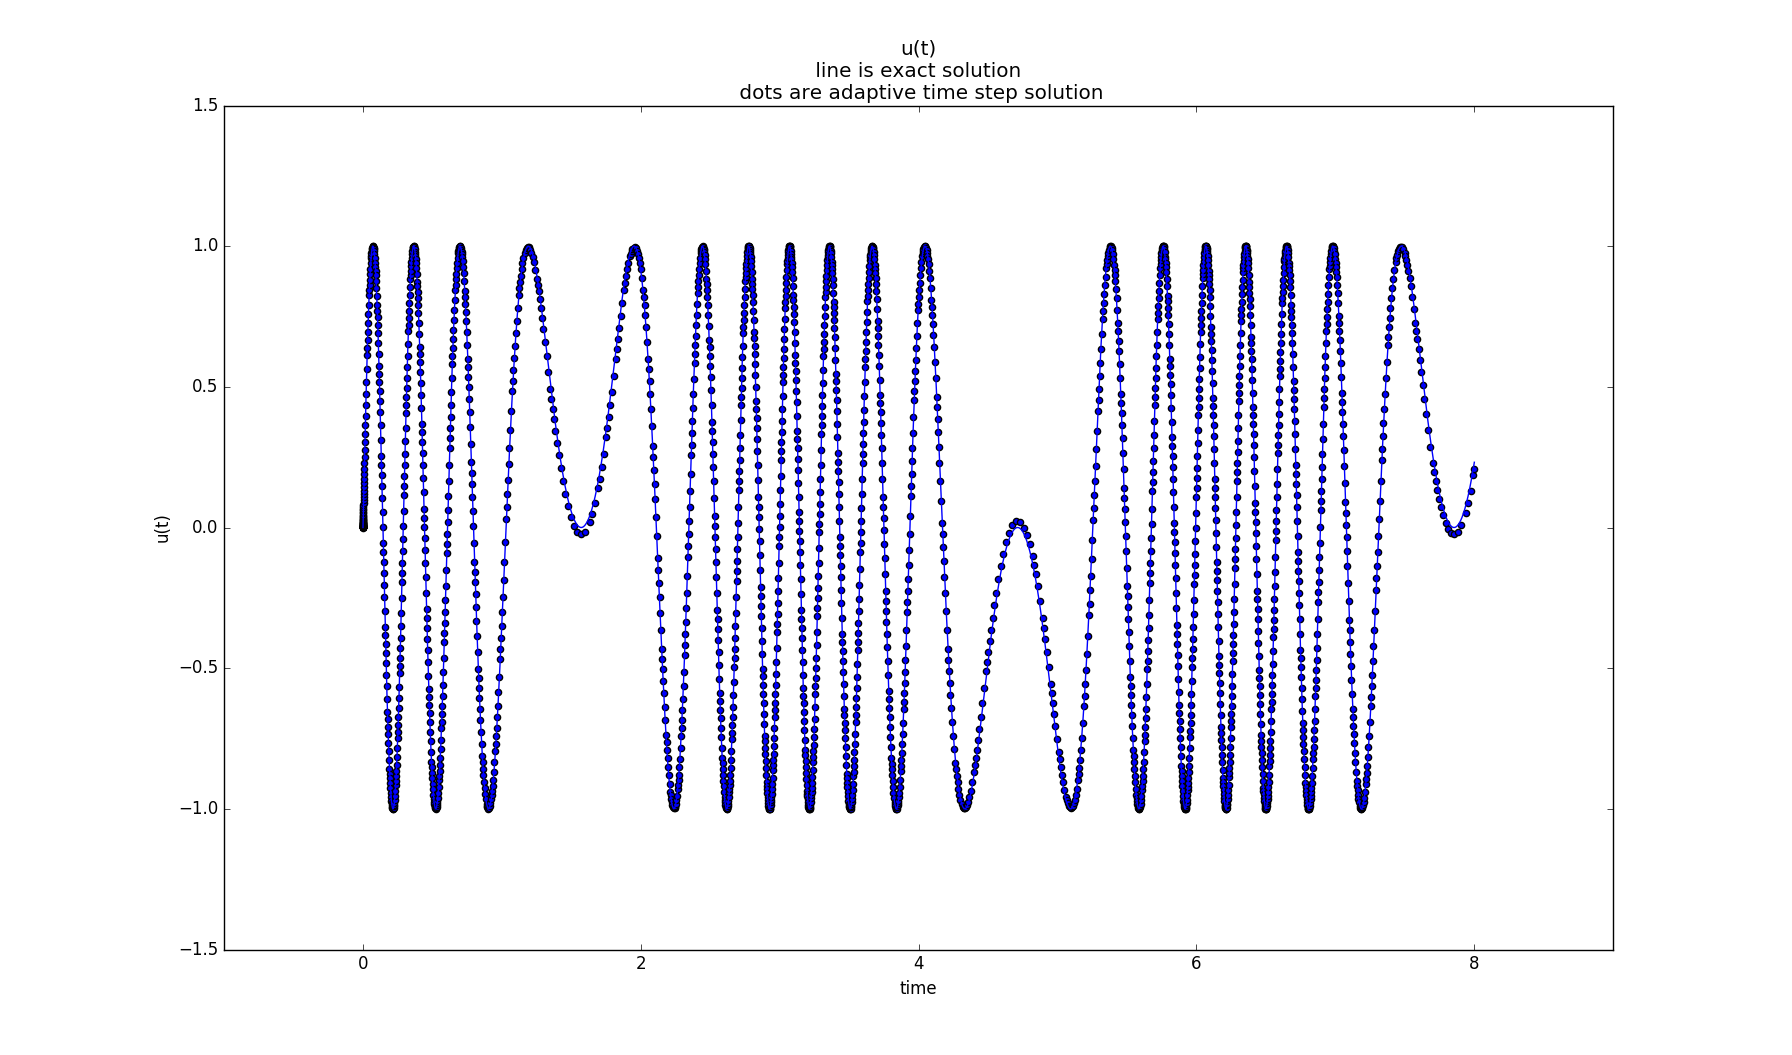 u(t)
line is exact solution
dots are adaptive time step solution
1.5
1.0
0.5
0.0
−0.5
−1.0
−1.5
u(t)
0 2 4 6 8
time